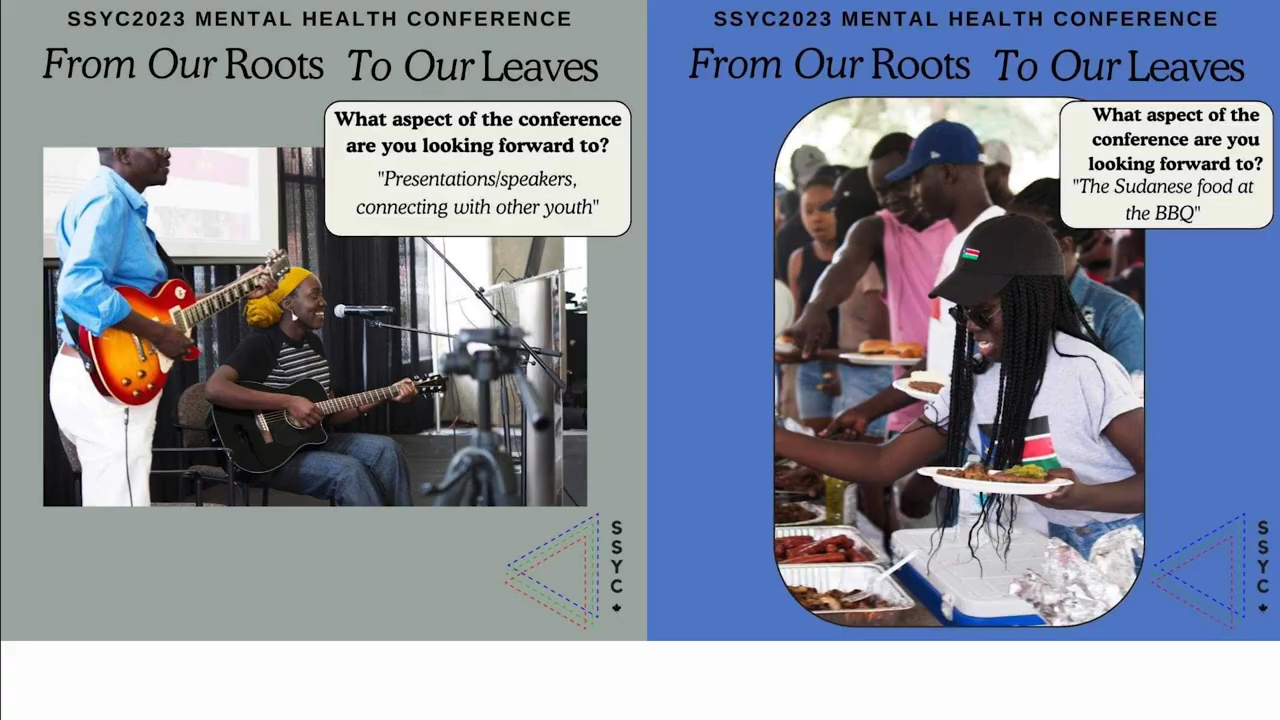 SSYC2023 MENTAL HEALTH CONFERENCE
From Our Roots To Our Leaves
What aspect of the conference
are you looking forward to?
"Presentations/speakers,
connecting with other youth"
SSYC
SSYC2023 MENTAL HEALTH CONFERENCE
From Our Roots To Our Leaves
What aspect of the
conference are you
looking forward to?
"The Sudanese food at
the BBQ"
SSYC